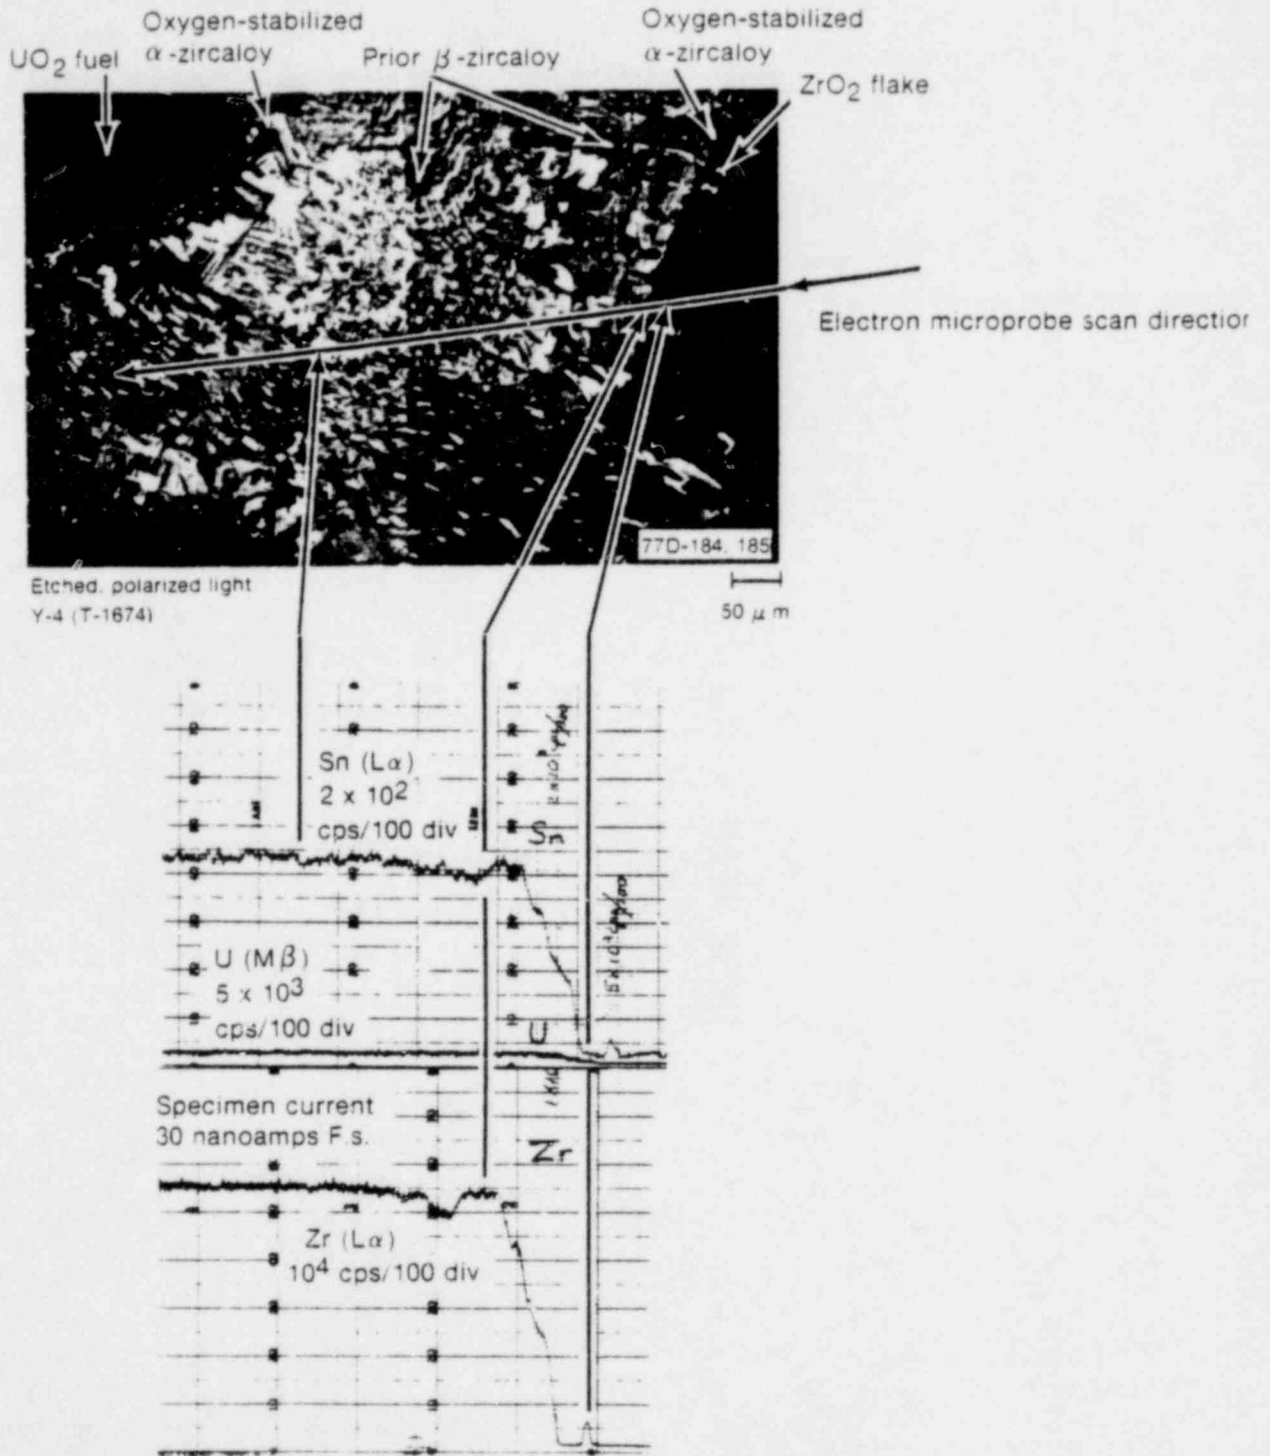 Oxygen-stabilized
α-zircaloy
UO₂ fuel
Prior β-zircaloy
Oxygen-stabilized
α-zircaloy
ZrO₂ flake
Electron microprobe scan direction
77D-184, 185
Etched, polarized light
Y-4 (T-1674)
50 μm
Sn (Lα)
2 x 10²
cps/100 div
U (Mβ)
5 x 10³
cps/100 div
U
Specimen current
30 nanoamps F.s.
Zr
Zr (Lα)
10⁴ cps/100 div